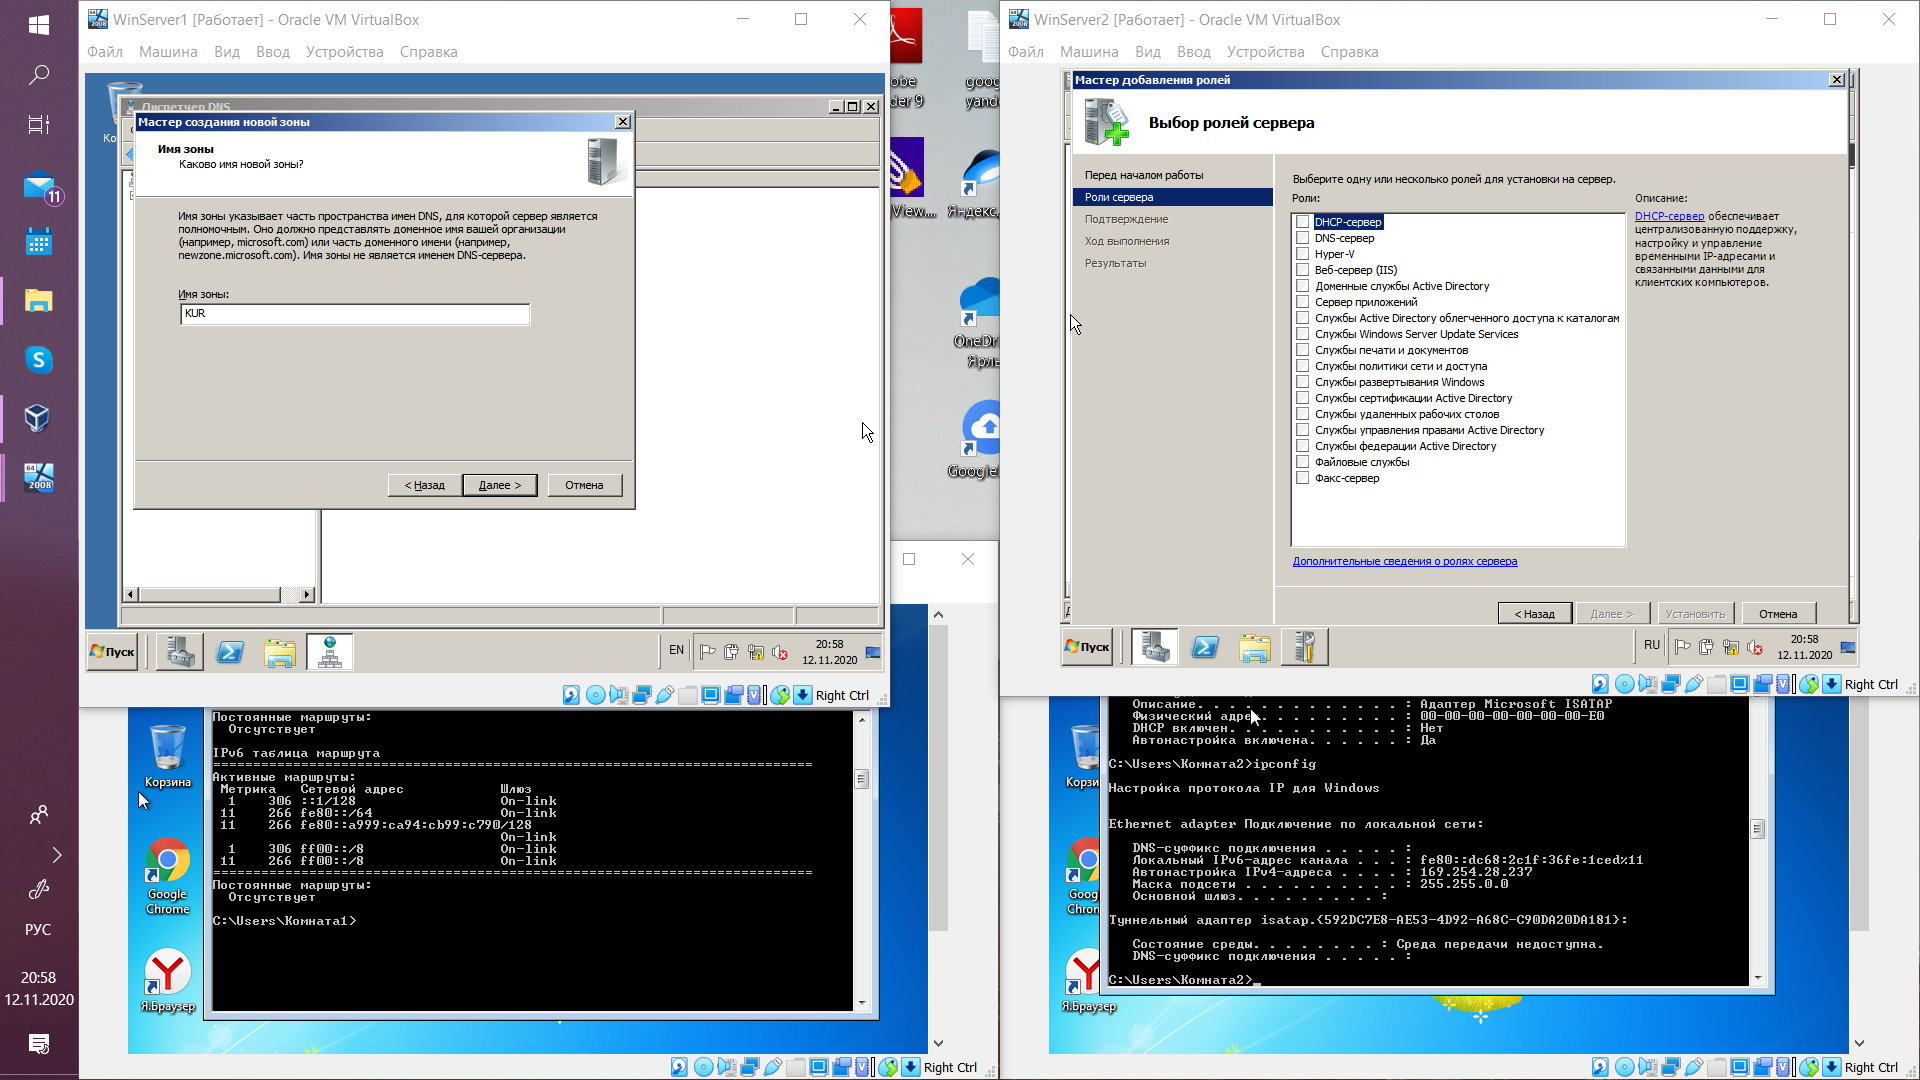 WinServer1 [Работает] - Oracle VM VirtualBox
Файл Машина Вид Ввод Устройства Справка
Диспетчер DNS
Мастер создания новой зоны
Имя зоны
Каково имя новой зоны?
Имя зоны указывает часть пространства имен DNS, для которой сервер является
полномочным. Оно должно представлять доменное имя вашей организации
(например, microsoft.com) или часть доменного имени (например,
newzone.microsoft.com). Имя зоны не является именем DNS-сервера.
Имя зоны:
KUR
< Назад
Далее >
Отмена
Пуск
EN
20:58
12.11.2020
Right Ctrl
goog
yand
der 9
View....
Яндекс.
OneDri
Ярлы
Google
WinServer2 [Работает] - Oracle VM VirtualBox
Файл Машина Вид Ввод Устройства Справка
Мастер добавления ролей
Выбор ролей сервера
Перед началом работы
Роли сервера
Подтверждение
Ход выполнения
Результаты
Выберите одну или несколько ролей для установки на сервер.
Роли:
DHCP-сервер
DNS-сервер
Hyper-V
Веб-сервер (IIS)
Доменные службы Active Directory
Сервер приложений
Службы Active Directory облегченного доступа к каталогам
Службы Windows Server Update Services
Службы печати и документов
Службы политики сети и доступа
Службы развертывания Windows
Службы сертификации Active Directory
Службы удаленных рабочих столов
Службы управления правами Active Directory
Службы федерации Active Directory
Файловые службы
Факс-сервер
Дополнительные сведения о ролях сервера
Описание:
DHCP-сервер обеспечивает
централизованную поддержку,
настройку и управление
временными IP-адресами и
связанными данными для
клиентских компьютеров.
< Назад
Далее >
Установить
Отмена
Пуск
RU
20:58
12.11.2020
Right Ctrl
Корзина
Google
Chrome
Я.Браузер
Постоянные маршруты:
Отсутствует
IPv6 таблица маршрута
===========================================================================
Активные маршруты:
Метрика Сетевой адрес Шлюз
1 306 ::1/128 On-link
11 266 fe80::/64 On-link
11 266 fe80::a999:ca94:cb99:c790/128
On-link
1 306 ff00::/8 On-link
11 266 ff00::/8 On-link
===========================================================================
Постоянные маршруты:
Отсутствует
C:\Users\Комната1>
Right Ctrl
Корзи
Goog
Chron
Я.Браузер
Описание. . . . . . . . . . . . . : Адаптер Microsoft ISATAP
Физический адре. . . . . . . . . : 00-00-00-00-00-00-00-E0
DHCP включен. . . . . . . . . . . : Нет
Автонастройка включена. . . . . . : Да
C:\Users\Комната2>ipconfig
Настройка протокола IP для Windows
Ethernet adapter Подключение по локальной сети:
DNS-суффикс подключения . . . . . :
Локальный IPv6-адрес канала . . . : fe80::dc68:2c1f:36fe:1ced%11
Автонастройка IPv4-адреса . . . . : 169.254.28.237
Маска подсети . . . . . . . . . . : 255.255.0.0
Основной шлюз. . . . . . . . . :
Туннельный адаптер isatap.{592DC7E8-AE53-4D92-A68C-C90DA20DA181}:
Состояние среды. . . . . . . . : Среда передачи недоступна.
DNS-суффикс подключения . . . . . :
C:\Users\Комната2>_
Right Ctrl
11
64
2008
РУС
20:58
12.11.2020